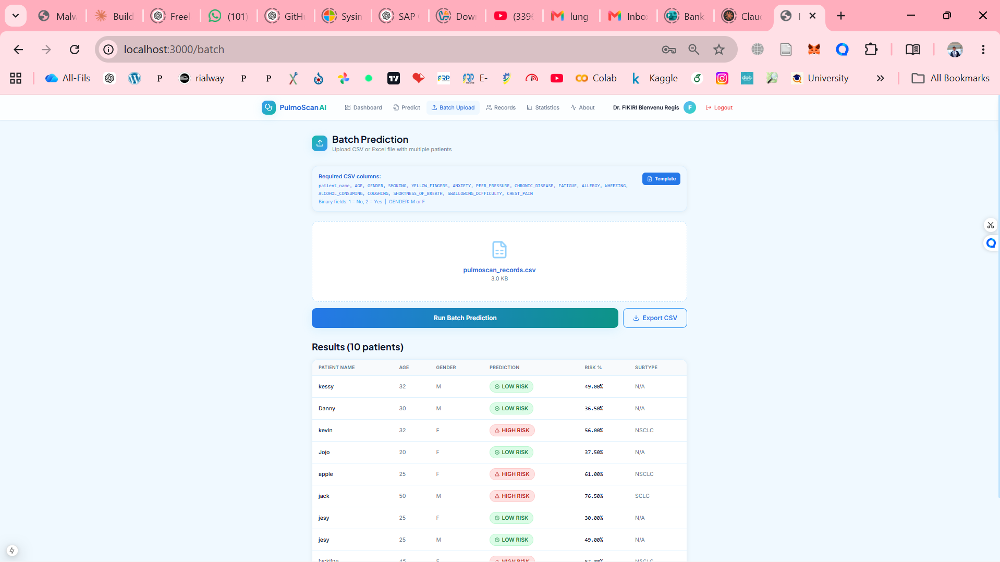 Malw
Build
Freel
(101)
GitHu
Sysin
SAP
Dow
(3396
lung
Inbo
Bank
Clau
localhost:3000/batch
All-Fils
P
rialway
P
P
E-
Colab
Kaggle
University
All Bookmarks
PulmoScan AI
Dashboard
Predict
Batch Upload
Records
Statistics
About
Dr. FIKIRI Bienvenu Regis
F
Logout
Batch Prediction
Upload CSV or Excel file with multiple patients
Required CSV columns:
Template
patient_name, AGE, GENDER, SMOKING, YELLOW_FINGERS, ANXIETY, PEER_PRESSURE, CHRONIC_DISEASE, FATIGUE, ALLERGY, WHEEZING,
ALCOHOL_CONSUMING, COUGHING, SHORTNESS_OF_BREATH, SWALLOWING_DIFFICULTY, CHEST_PAIN
Binary fields: 1 = No, 2 = Yes | GENDER: M or F
pulmoscan_records.csv
3.0 KB
Run Batch Prediction
Export CSV
Results (10 patients)
PATIENT NAME AGE GENDER PREDICTION RISK % SUBTYPE
kessy 32 M LOW RISK 49.00% N/A
Danny 30 M LOW RISK 36.50% N/A
kevin 32 F HIGH RISK 56.00% NSCLC
Jojo 20 F LOW RISK 37.50% N/A
apple 25 F HIGH RISK 61.00% NSCLC
jack 50 M HIGH RISK 76.50% SCLC
jesy 25 F LOW RISK 30.00% N/A
jesy 25 M LOW RISK 49.00% N/A
HIGH RISK NSCLC